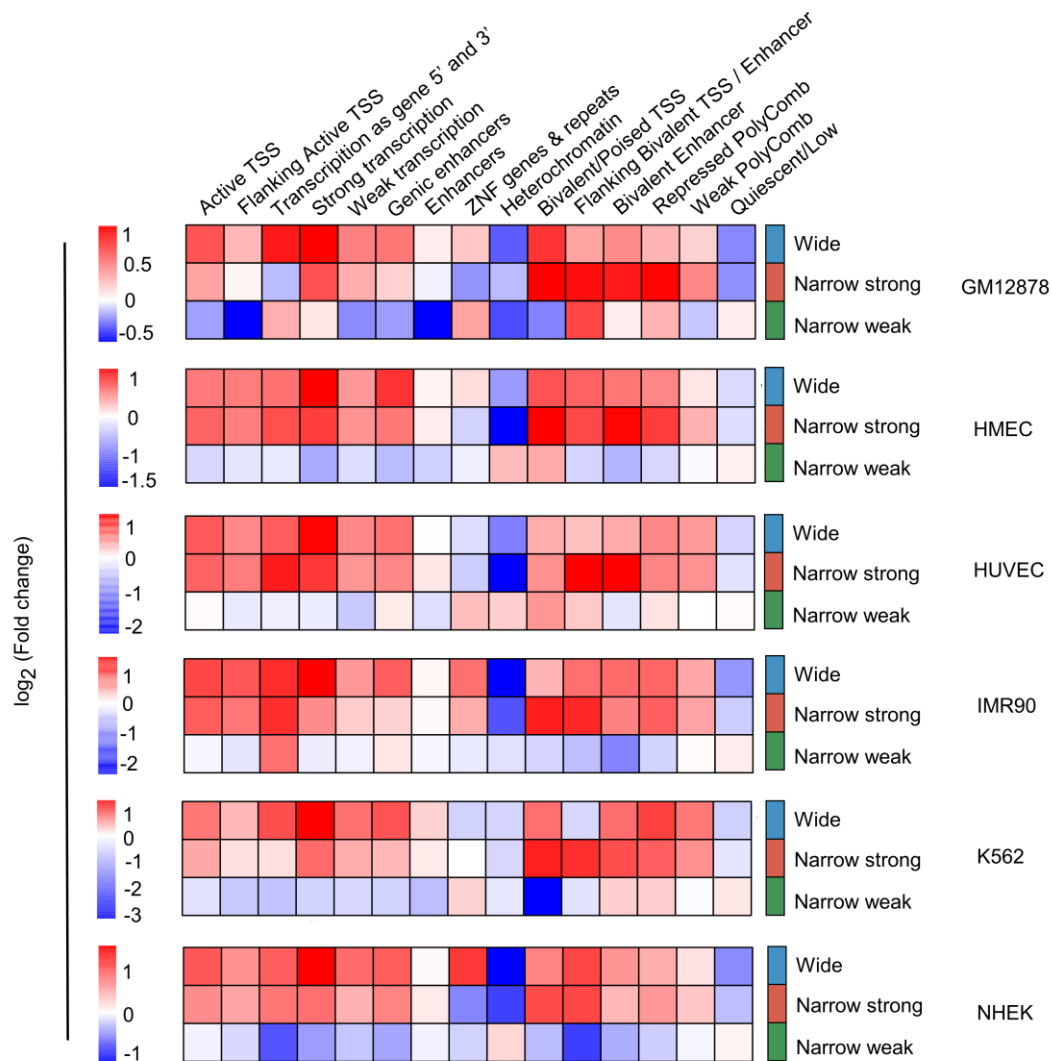 Active TSS
Flanking Active TSS
Transcripition as gene 5' and 3'
Strong transcription
Weak transcription
Genic enhancers
Enhancers
ZNF genes & repeats
Heterochromatin
Bivalent/Poised TSS
Flanking Bivalent TSS / Enhancer
Bivalent Enhancer
Repressed PolyComb
Weak PolyComb
Quiescent/Low
log2 (Fold change)
1
0.5
0
-0.5
Wide
Narrow strong
Narrow weak
GM12878
1
0
-1
-1.5
Wide
Narrow strong
Narrow weak
HMEC
1
0
-1
-2
Wide
Narrow strong
Narrow weak
HUVEC
1
0
-1
-2
Wide
Narrow strong
Narrow weak
IMR90
1
0
-1
-2
-3
Wide
Narrow strong
Narrow weak
K562
1
0
-1
Wide
Narrow strong
Narrow weak
NHEK